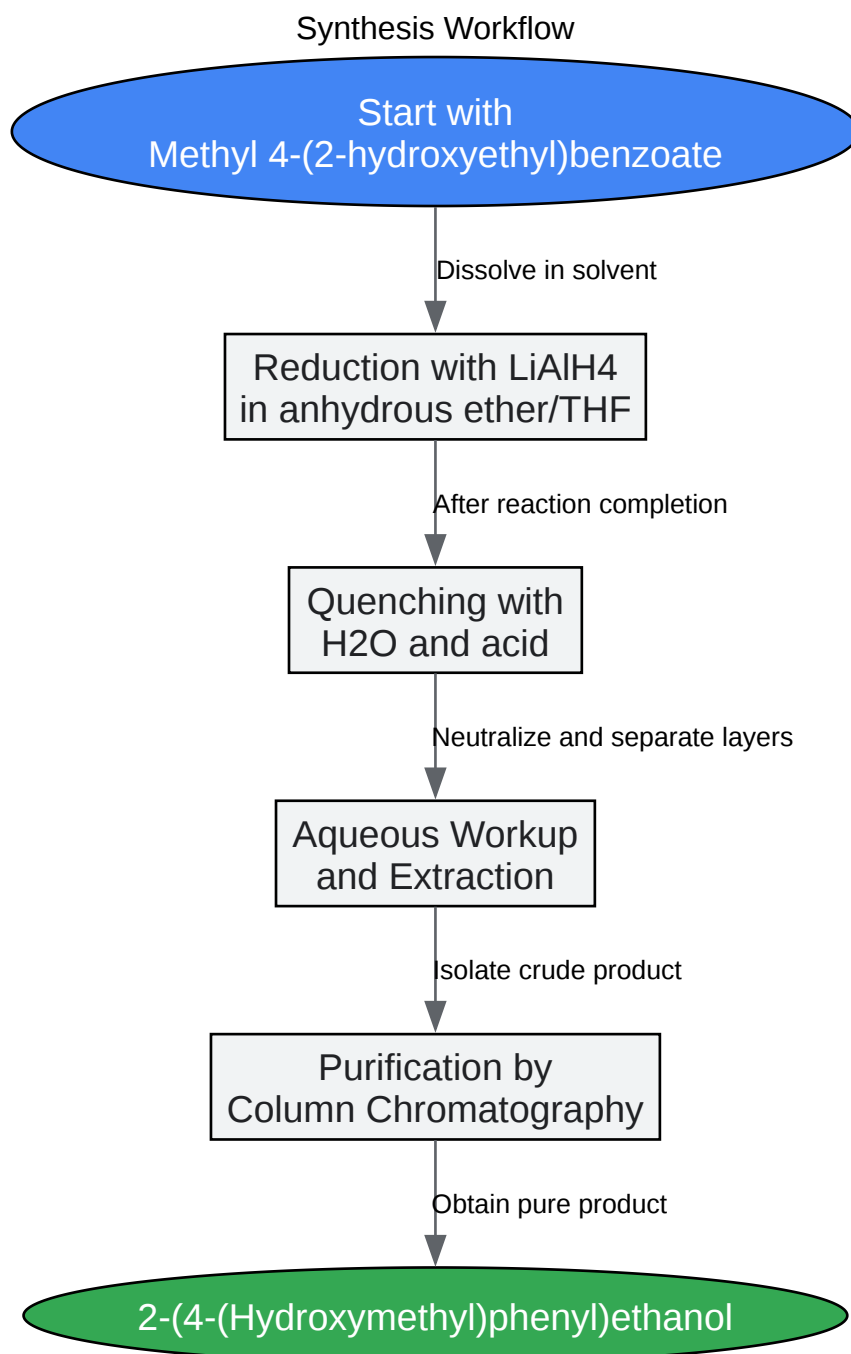 Synthesis Workflow
Start with
Methyl 4-(2-hydroxyethyl)benzoate
Dissolve in solvent
Reduction with LiAlH4
in anhydrous ether/THF
After reaction completion
Quenching with
H2O and acid
Neutralize and separate layers
Aqueous Workup
and Extraction
Isolate crude product
Purification by
Column Chromatography
Obtain pure product
2-(4-(Hydroxymethyl)phenyl)ethanol